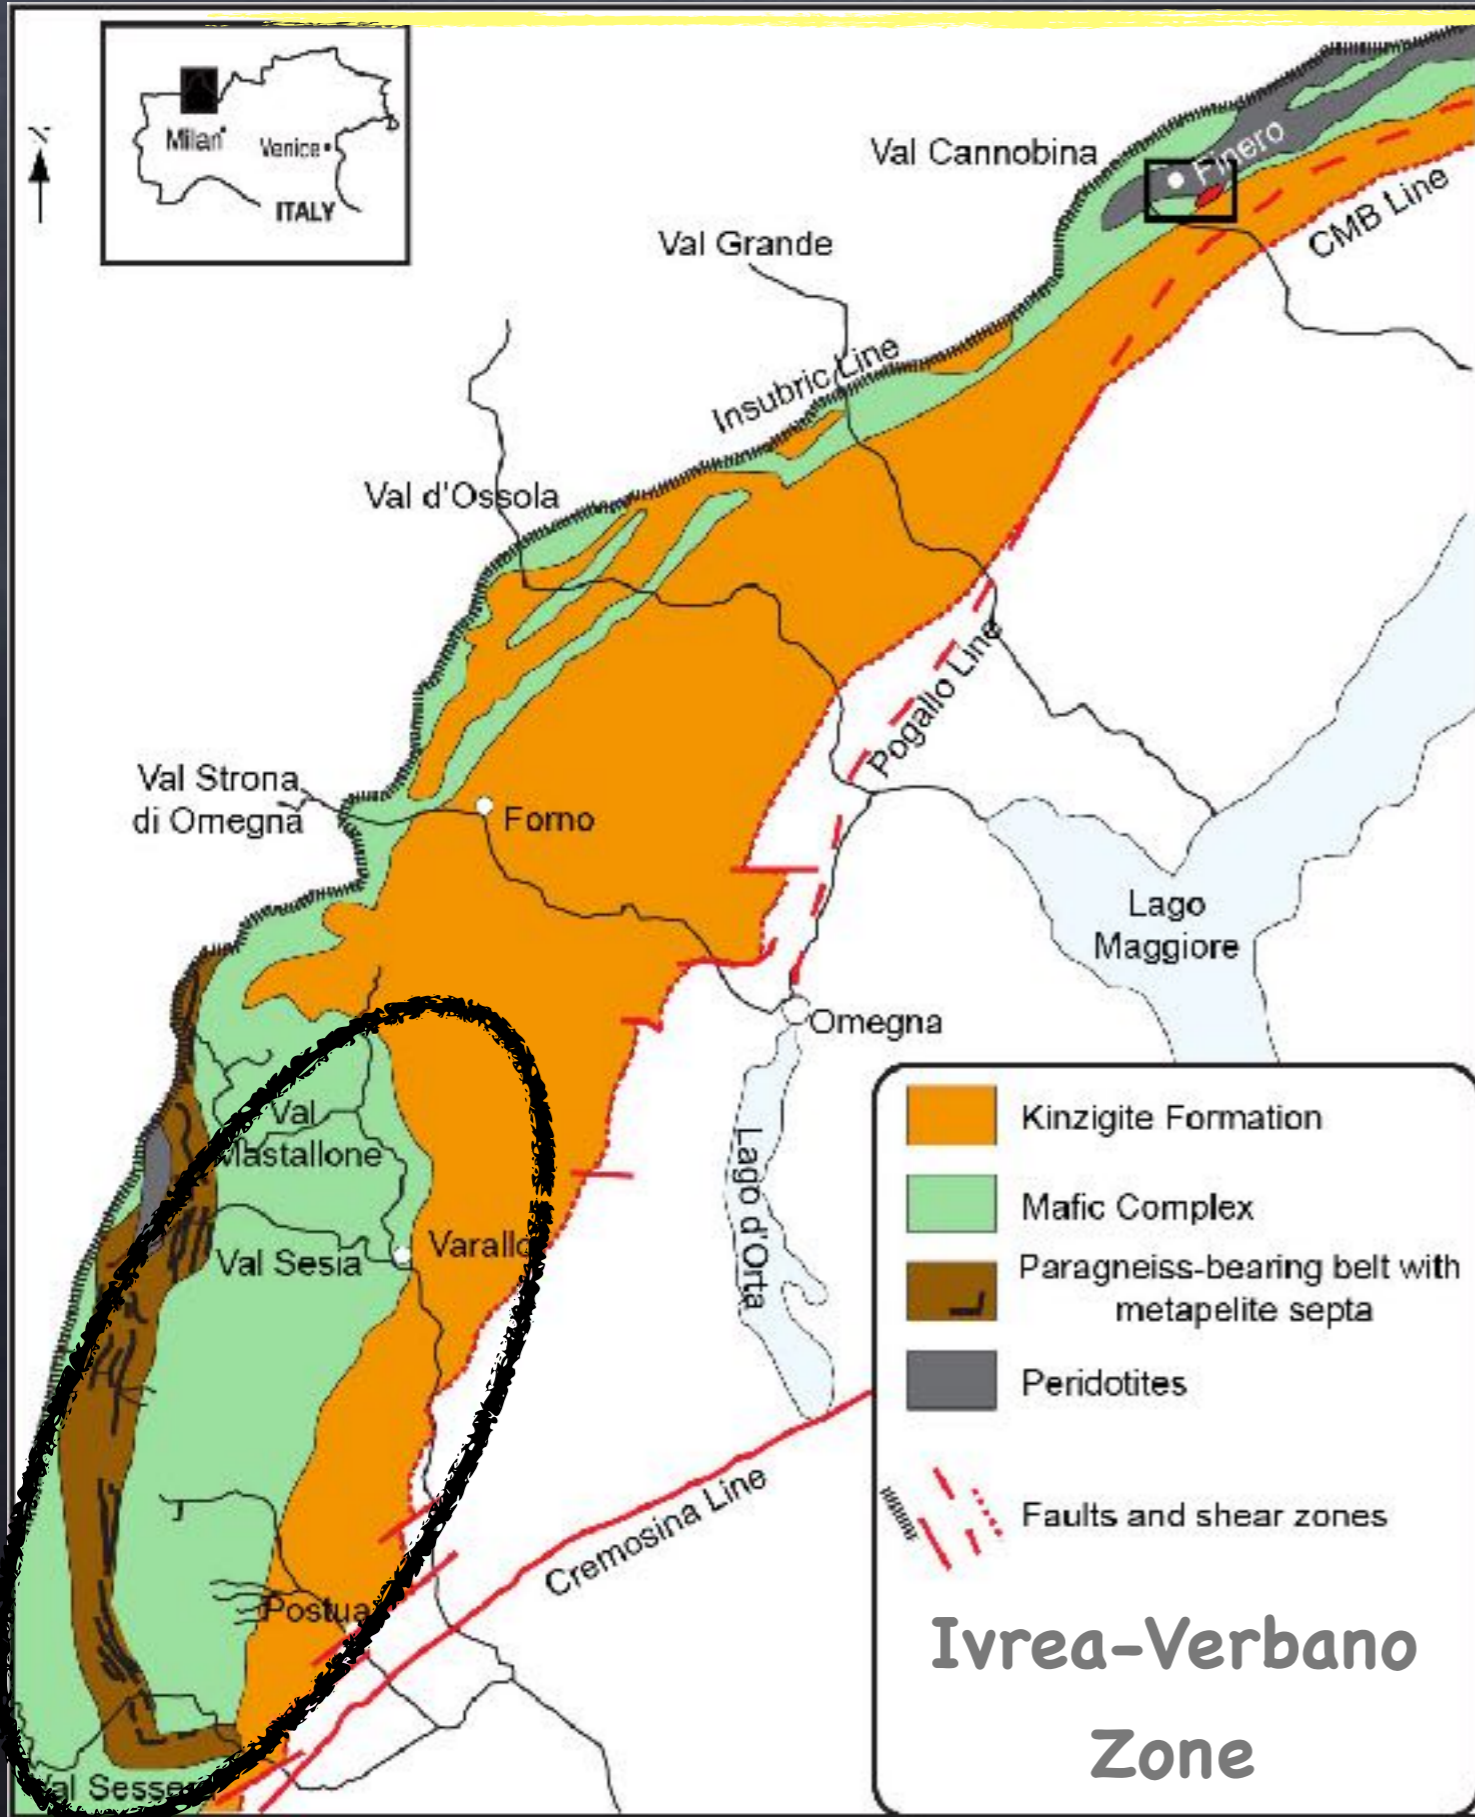 Milan
Venice
ITALY
Val Cannobina
Finero
CMB Line
Val Grande
Insubric Line
Val d'Ossola
Pogallo Line
Val Strona
di Omegna
Forno
Lago
Maggiore
Omegna
Lago d'Orta
Val
Mastallone
Varallo
Val Sesia
Cremosina Line
Postua
Val Sessera
Kinzigite Formation
Mafic Complex
Paragneiss-bearing belt with
metapelite septa
Peridotites
Faults and shear zones
Ivrea-Verbano
Zone